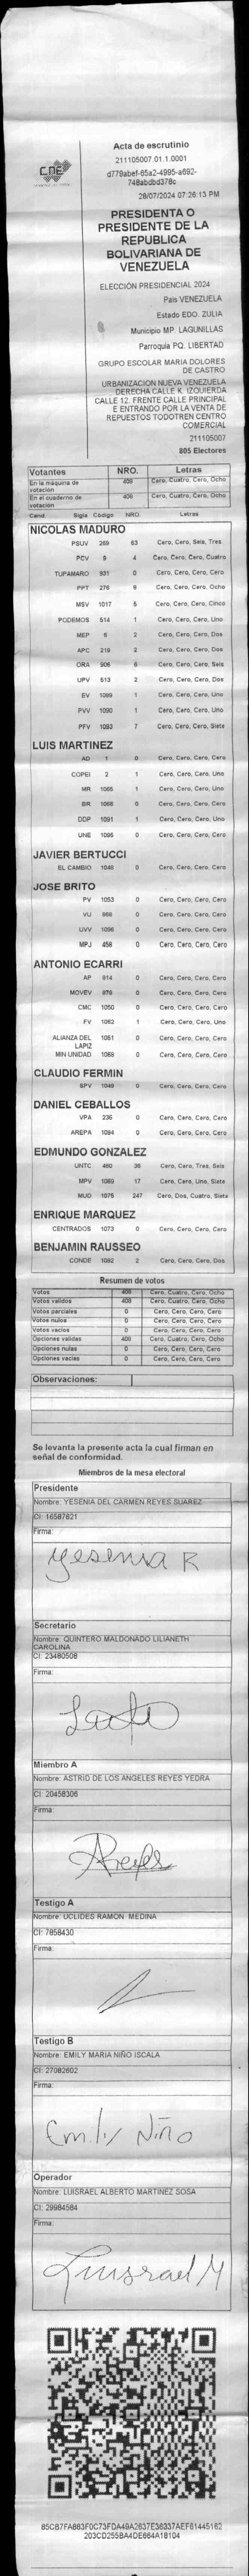 CNE
Acta de escrutinio
211105007.01.1.0001
d779abef-65a2-4995-a692-
748abdbd378c
28/07/2024 07:26:13 PM
PRESIDENTA O
PRESIDENTE DE LA
REPUBLICA
BOLIVARIANA DE
VENEZUELA
ELECCIÓN PRESIDENCIAL 2024
País VENEZUELA
Estado EDO. ZULIA
Municipio MP. LAGUNILLAS
Parroquia PQ. LIBERTAD
GRUPO ESCOLAR MARIA DOLORES
DE CASTRO
URBANIZACION NUEVA VENEZUELA
DERECHA CALLE K. IZQUIERDA
CALLE 12. FRENTE CALLE PRINCIPAL
E ENTRANDO POR LA VENTA DE
REPUESTOS TODOTREN CENTRO
COMERCIAL
211105007
805 Electores
Votantes NRO. Letras
En la máquina de votación 408 Cero, Cuatro, Cero, Ocho
En el cuaderno de votación 408 Cero, Cuatro, Cero, Ocho
Cand: Sigla Código NRO. Letras
NICOLAS MADURO
PSUV 269 63 Cero, Cero, Seis, Tres
PCV 9 4 Cero, Cero, Cero, Cuatro
TUPAMARO 931 0 Cero, Cero, Cero, Cero
PPT 276 8 Cero, Cero, Cero, Ocho
MSV 1017 5 Cero, Cero, Cero, Cinco
PODEMOS 514 1 Cero, Cero, Cero, Uno
MEP 6 2 Cero, Cero, Cero, Dos
APC 218 2 Cero, Cero, Cero, Dos
ORA 906 6 Cero, Cero, Cero, Seis
UPV 513 2 Cero, Cero, Cero, Dos
EV 1089 1 Cero, Cero, Cero, Uno
PVV 1090 1 Cero, Cero, Cero, Uno
PFV 1093 7 Cero, Cero, Cero, Siete
LUIS MARTINEZ
AD 1 0 Cero, Cero, Cero, Cero
COPEI 2 1 Cero, Cero, Cero, Uno
MR 1065 1 Cero, Cero, Cero, Uno
BR 1066 0 Cero, Cero, Cero, Cero
DDP 1091 1 Cero, Cero, Cero, Uno
UNE 1095 0 Cero, Cero, Cero, Cero
JAVIER BERTUCCI
EL CAMBIO 1048 0 Cero, Cero, Cero, Cero
JOSE BRITO
PV 1053 0 Cero, Cero, Cero, Cero
VU 868 0 Cero, Cero, Cero, Cero
UVV 1096 0 Cero, Cero, Cero, Cero
MPJ 458 0 Cero, Cero, Cero, Cero
ANTONIO ECARRI
AP 814 0 Cero, Cero, Cero, Cero
MOVEV 978 0 Cero, Cero, Cero, Cero
CMC 1050 0 Cero, Cero, Cero, Cero
FV 1062 1 Cero, Cero, Cero, Uno
ALIANZA DEL LAPIZ 1051 0 Cero, Cero, Cero, Cero
MIN UNIDAD 1068 0 Cero, Cero, Cero, Cero
CLAUDIO FERMIN
SPV 1049 0 Cero, Cero, Cero, Cero
DANIEL CEBALLOS
VPA 236 0 Cero, Cero, Cero, Cero
AREPA 1094 0 Cero, Cero, Cero, Cero
EDMUNDO GONZALEZ
UNTC 460 36 Cero, Cero, Tres, Seis
MPV 1069 17 Cero, Cero, Uno, Siete
MUD 1075 247 Cero, Dos, Cuatro, Siete
ENRIQUE MARQUEZ
CENTRADOS 1073 0 Cero, Cero, Cero, Cero
BENJAMIN RAUSSEO
CONDE 1092 2 Cero, Cero, Cero, Dos
Resumen de votos
Votos 408 Cero, Cuatro, Cero, Ocho
Votos validos 408 Cero, Cuatro, Cero, Ocho
Votos parciales 0 Cero, Cero, Cero, Cero
Votos nulos 0 Cero, Cero, Cero, Cero
Votos vacios 0 Cero, Cero, Cero, Cero
Opciones validas 408 Cero, Cuatro, Cero, Ocho
Opciones nulas 0 Cero, Cero, Cero, Cero
Opciones vacias 0 Cero, Cero, Cero, Cero
Observaciones:
Se levanta la presente acta la cual firman en
señal de conformidad.
Miembros de la mesa electoral
Presidente
Nombre: YESENIA DEL CARMEN REYES SUAREZ
CI: 16587621
Firma:
Yesenia R
Secretario
Nombre: QUINTERO MALDONADO LILIANETH
CAROLINA
CI: 23480508
Firma:
Miembro A
Nombre: ASTRID DE LOS ANGELES REYES YEDRA
CI: 20458306
Firma:
AReyes
Testigo A
Nombre: UCLIDES RAMON MEDINA
CI: 7858430
Firma:
Testigo B
Nombre: EMILY MARIA NIÑO ISCALA
CI: 27082602
Firma:
Emily Niño
Operador
Nombre: LUISRAEL ALBERTO MARTINEZ SOSA
CI: 29984584
Firma:
Luisrael M
85CB7FA883F0C73FDA49A2637E36337AEF61445162
203CD255BA4DE664A18104